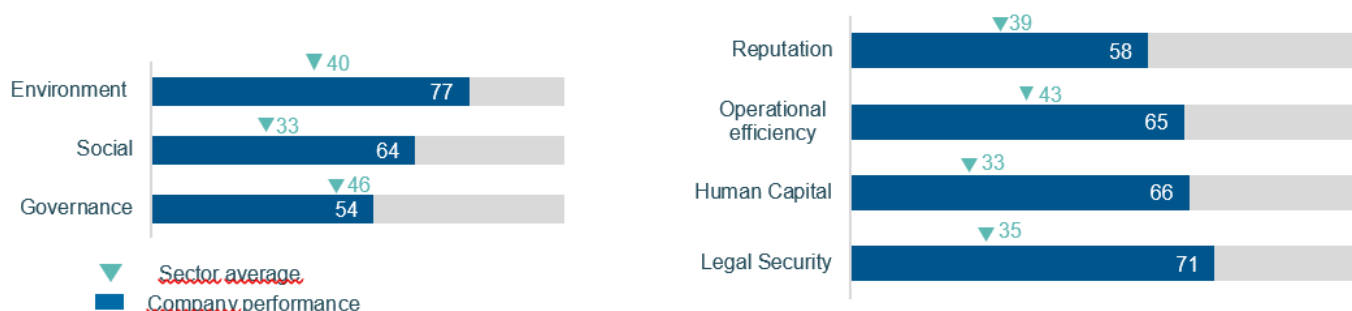 40
Environment
77
33
Social
64
46
Governance
54
Sector average
Company performance
39
Reputation
58
43
Operational
efficiency
65
33
Human Capital
66
35
Legal Security
71